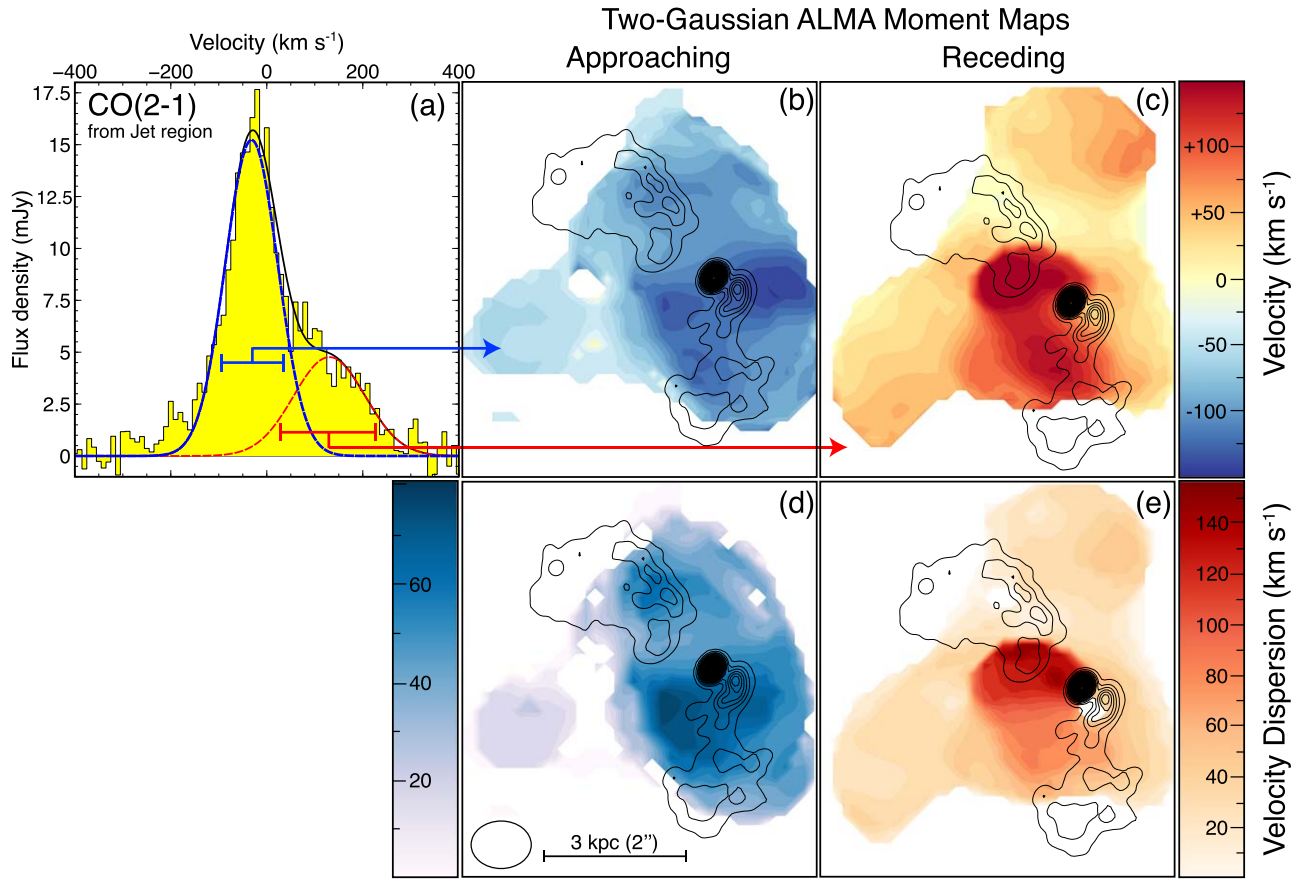 Two-Gaussian ALMA Moment Maps
Velocity (km s⁻¹)
Approaching
Receding
−400 −200 0 200 400
CO(2-1)
from Jet region
(a)
(b)
(c)
Flux density (mJy)
17.5
15
12.5
10
7.5
5
2.5
0
+100
+50
0
-50
-100
Velocity (km s⁻¹)
(d)
(e)
60
40
20
3 kpc (2”)
140
120
100
80
60
40
20
Velocity Dispersion (km s⁻¹)